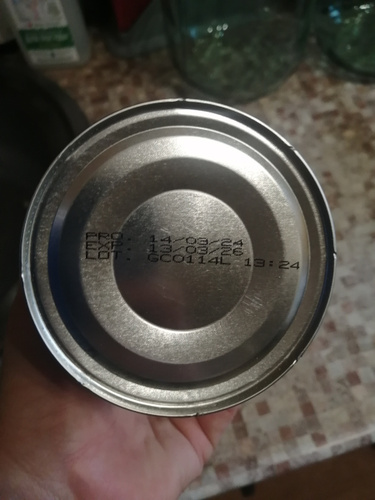 PRO: 14/03/24
EXP: 13/03/26
LOT: GC0114L 13:24